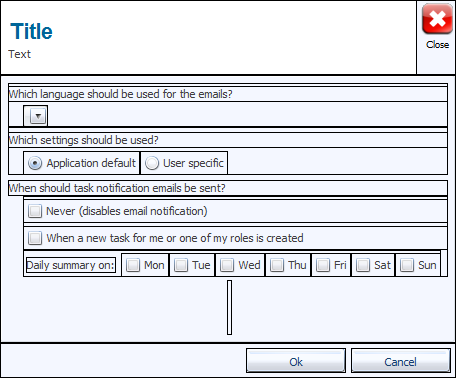 Title
Text
Close
Which language should be used for the emails?
Which settings should be used?
Application default User specific
When should task notification emails be sent?
Never (disables email notification)
When a new task for me or one of my roles is created
Daily summary on: Mon Tue Wed Thu Fri Sat Sun
Ok Cancel